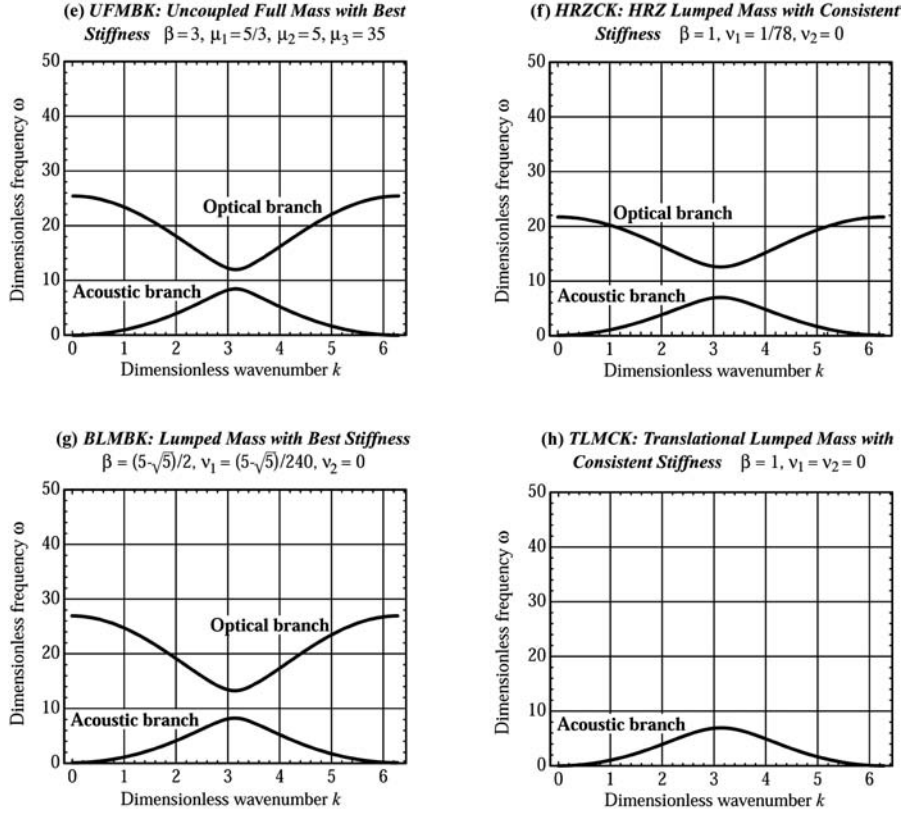 (e) UFMBK: Uncoupled Full Mass with Best
Stiffness β=3, μ₁=5/3, μ₂=5, μ₃=35
50
40
30
20
10
0
Dimensionless frequency ω
Optical branch
Acoustic branch
0 1 2 3 4 5 6
Dimensionless wavenumber k
(f) HRZCK: HRZ Lumped Mass with Consistent
Stiffness β=1, ν₁=1/78, ν₂=0
50
40
30
20
10
0
Dimensionless frequency ω
Optical branch
Acoustic branch
0 1 2 3 4 5 6
Dimensionless wavenumber k
(g) BLMBK: Lumped Mass with Best Stiffness
β = (5-√5)/2, ν₁ = (5-√5)/240, ν₂ = 0
50
40
30
20
10
0
Dimensionless frequency ω
Optical branch
Acoustic branch
0 1 2 3 4 5 6
Dimensionless wavenumber k
(h) TLMCK: Translational Lumped Mass with
Consistent Stiffness β = 1, ν₁ = ν₂ = 0
50
40
30
20
10
0
Dimensionless frequency ω
Acoustic branch
0 1 2 3 4 5 6
Dimensionless wavenumber k